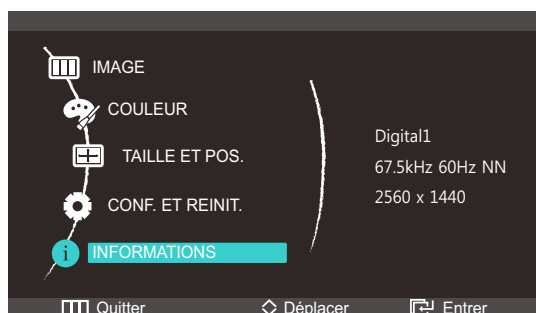 IMAGE
COULEUR
TAILLE ET POS.
CONF. ET REINIT.
INFORMATIONS
Digital1
67.5kHz 60Hz NN
2560 x 1440
Quitter Déplacer Entrer